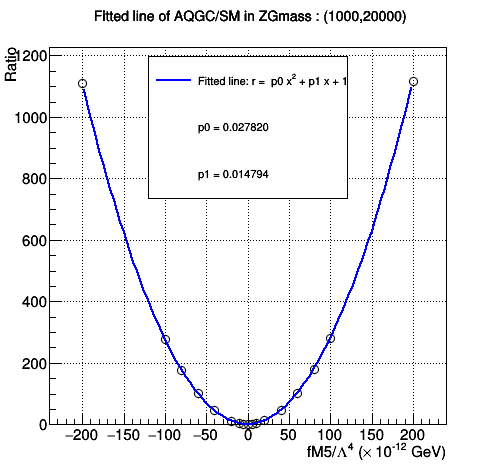 FItted line of AQGC/SM in ZGmass : (1000,20000)
Ratio
1200
1000
800
600
400
200
0
Fitted line: r = p0 x² + p1 x + 1
p0 = 0.027820
p1 = 0.014794
−200 −150 −100 −50 0 50 100 150 200
fM5/Λ⁴ (× 10⁻¹² GeV)